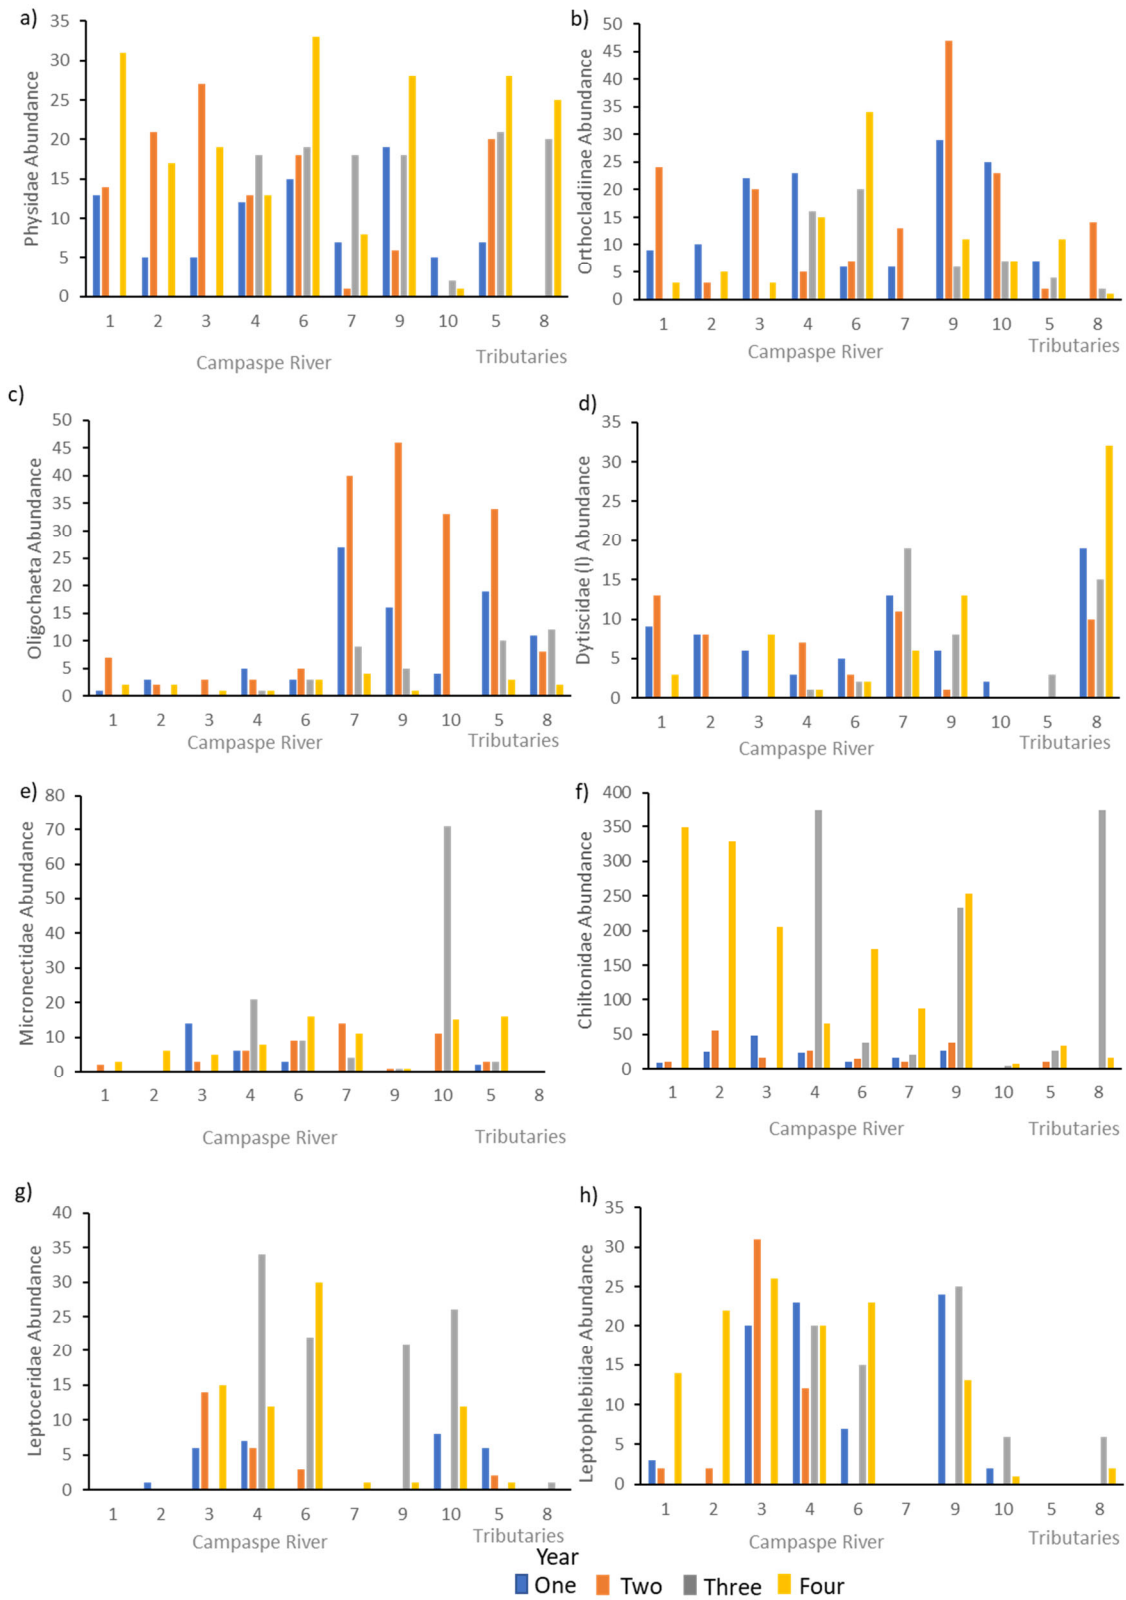 a)
Physidae Abundance
35
30
25
20
15
10
5
0
1 2 3 4 6 7 9 10 5 8
Campaspe River
Tributaries
b)
Orthocladiinae Abundance
50
45
40
35
30
25
20
15
10
5
0
1 2 3 4 6 7 9 10 5 8
Campaspe River
Tributaries
c)
Oligochaeta Abundance
50
45
40
35
30
25
20
15
10
5
0
1 2 3 4 6 7 9 10 5 8
Campaspe River
Tributaries
d)
Dytiscidae (l) Abundance
35
30
25
20
15
10
5
0
1 2 3 4 6 7 9 10 5 8
Campaspe River
Tributaries
e)
Micronectidae Abundance
80
70
60
50
40
30
20
10
0
1 2 3 4 6 7 9 10 5 8
Campaspe River
Tributaries
f)
Chiltonidae Abundance
400
350
300
250
200
150
100
50
0
1 2 3 4 6 7 9 10 5 8
Campaspe River
Tributaries
g)
Leptoceridae Abundance
40
35
30
25
20
15
10
5
0
1 2 3 4 6 7 9 10 5 8
Campaspe River
Tributaries
h)
Leptophlebiidae Abundance
35
30
25
20
15
10
5
0
1 2 3 4 6 7 9 10 5 8
Campaspe River
Tributaries
Year
One Two Three Four